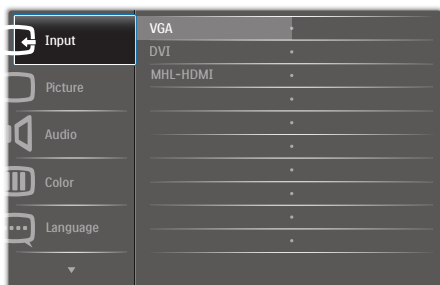 Input
Picture
Audio
Color
Language
VGA
DVI
MHL-HDMI